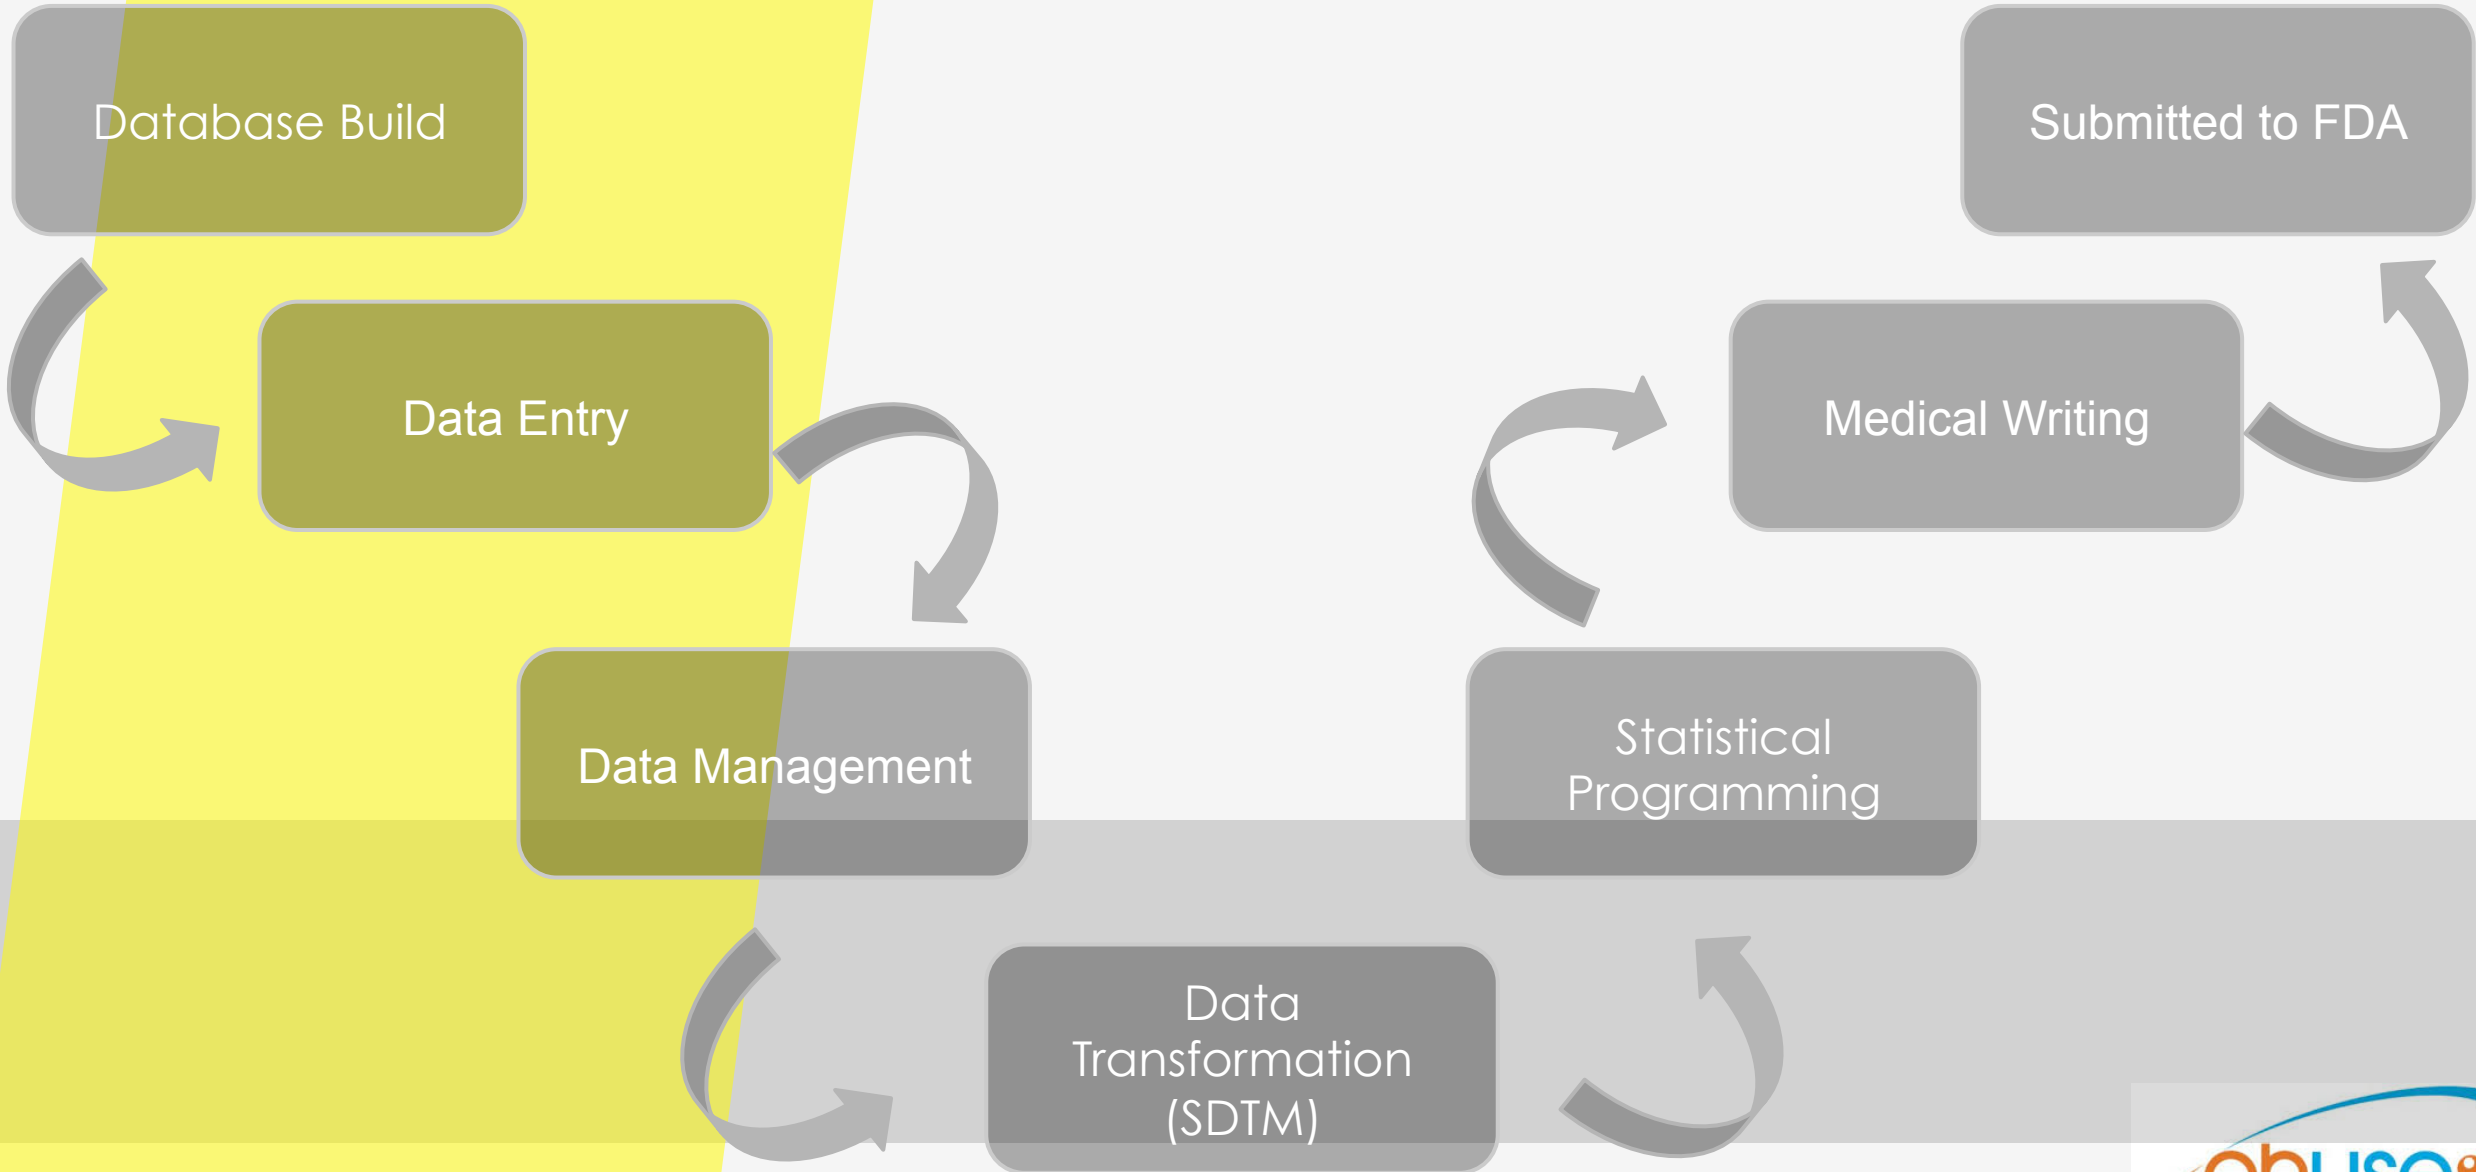 Database Build
Submitted to FDA
Data Entry
Medical Writing
Data Management
Statistical
Programming
Data
Transformation
(SDTM)